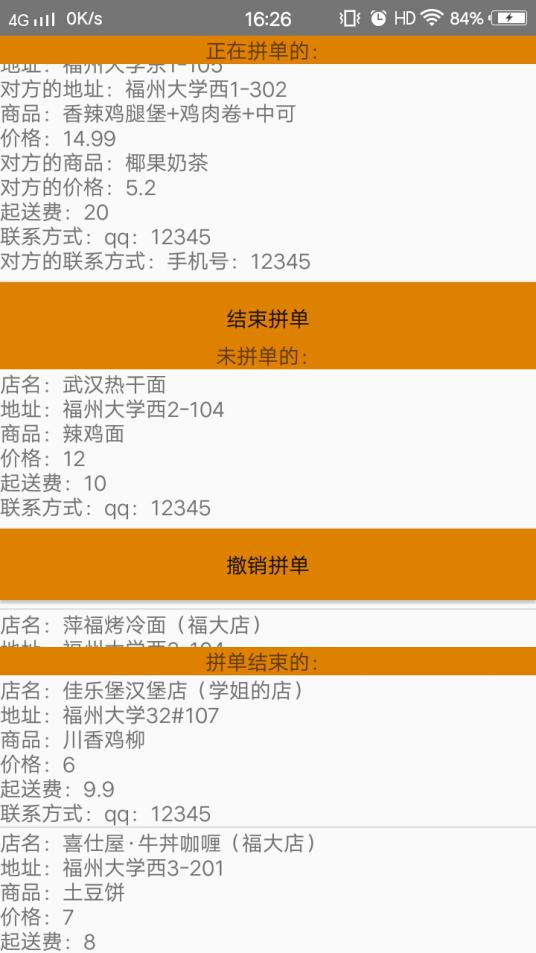 4G 0K/s 16:26 HD 84%
正在拼单的：
地址：福州大学东1-105
对方的地址：福州大学西1-302
商品：香辣鸡腿堡+鸡肉卷+中可
价格：14.99
对方的商品：椰果奶茶
对方的价格：5.2
起送费：20
联系方式：qq：12345
对方的联系方式：手机号：12345
结束拼单
未拼单的：
店名：武汉热干面
地址：福州大学西2-104
商品：辣鸡面
价格：12
起送费：10
联系方式：qq：12345
撤销拼单
店名：萍福烤冷面（福大店）
地址：福州大学西2-104
拼单结束的：
店名：佳乐堡汉堡店（学姐的店）
地址：福州大学32#107
商品：川香鸡柳
价格：6
起送费：9.9
联系方式：qq：12345
店名：喜仕屋·牛丼咖喱（福大店）
地址：福州大学西3-201
商品：土豆饼
价格：7
起送费：8